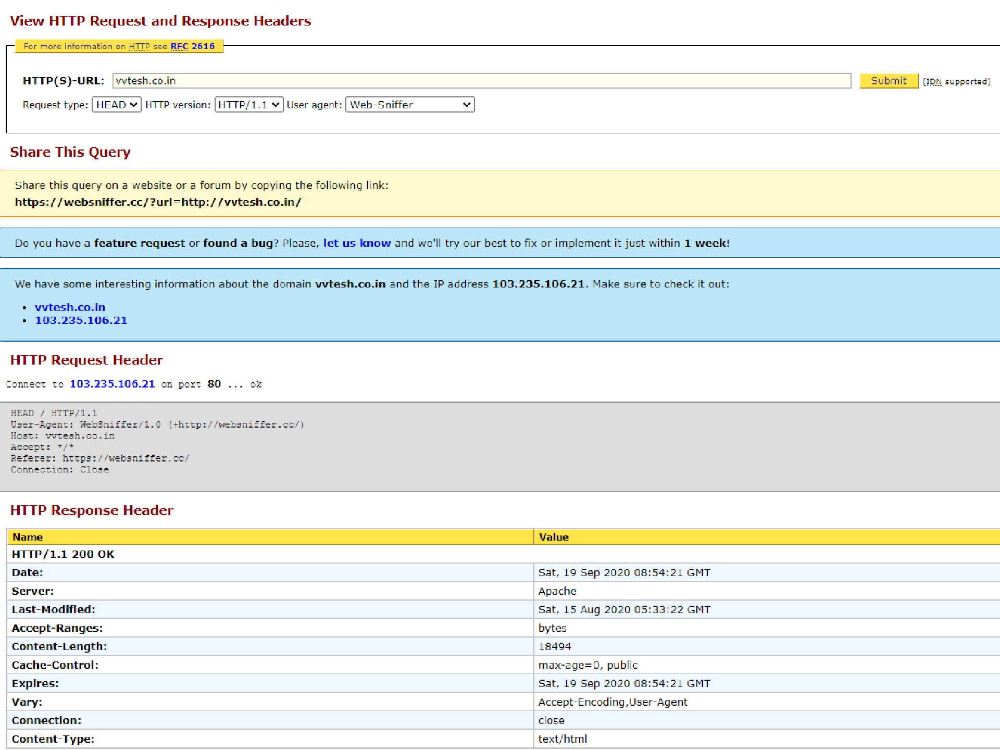 View HTTP Request and Response Headers
For more information on HTTP see RFC 2616
HTTP(S)-URL: vvtesh.co.in Submit (IDN supported)
Request type: HEAD HTTP version: HTTP/1.1 User agent: Web-Sniffer
Share This Query
Share this query on a website or a forum by copying the following link:
https://websniffer.cc/?url=http://vvtesh.co.in/
Do you have a feature request or found a bug? Please, let us know and we'll try our best to fix or implement it just within 1 week!
We have some interesting information about the domain vvtesh.co.in and the IP address 103.235.106.21. Make sure to check it out:
• vvtesh.co.in
• 103.235.106.21
HTTP Request Header
Connect to 103.235.106.21 on port 80 ... ok
HEAD / HTTP/1.1
User-Agent: WebSniffer/1.0 (+http://websniffer.cc/)
Host: vvtesh.co.in
Accept: */*
Referer: https://websniffer.cc/
Connection: Close
HTTP Response Header
Name Value
HTTP/1.1 200 OK
Date: Sat, 19 Sep 2020 08:54:21 GMT
Server: Apache
Last-Modified: Sat, 15 Aug 2020 05:33:22 GMT
Accept-Ranges: bytes
Content-Length: 18494
Cache-Control: max-age=0, public
Expires: Sat, 19 Sep 2020 08:54:21 GMT
Vary: Accept-Encoding,User-Agent
Connection: close
Content-Type: text/html